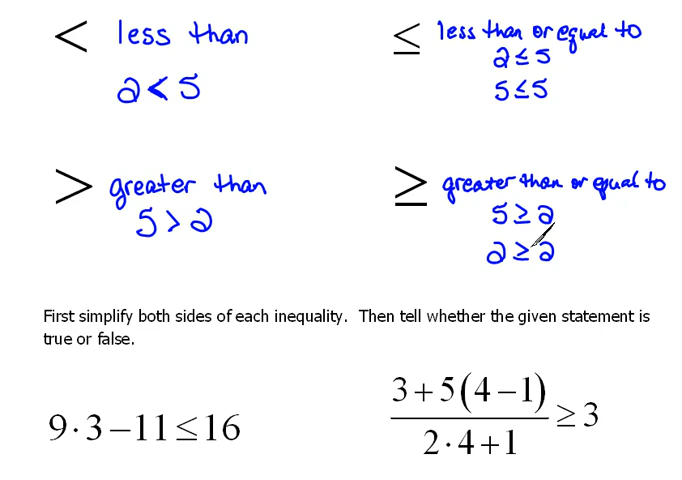 < less than
2 < 5
≤ less than or equal to
2 ≤ 5
5 ≤ 5
> greater than
5 > 2
≥ greater than or equal to
5 ≥ 2
2 ≥ 2
First simplify both sides of each inequality. Then tell whether the given statement is
true or false.
9·3−11≤16
(3+5(4−1))/(2·4+1) ≥ 3